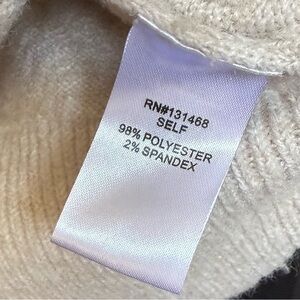 RN#131468
SELF
98% POLYESTER
2% SPANDEX